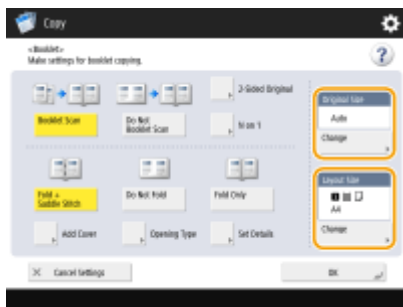 Copy
<Booklet>
Make settings for booklet copying.
?
2-Sided Original
Booklet Scan
Do Not
Booklet Scan
N on 1
Original Size
Auto
Change
Fold +
Saddle Stitch
Do Not Fold
Fold Only
Add Cover
Opening Type
Set Details
Layout Size
A4
Change
Cancel Settings
OK